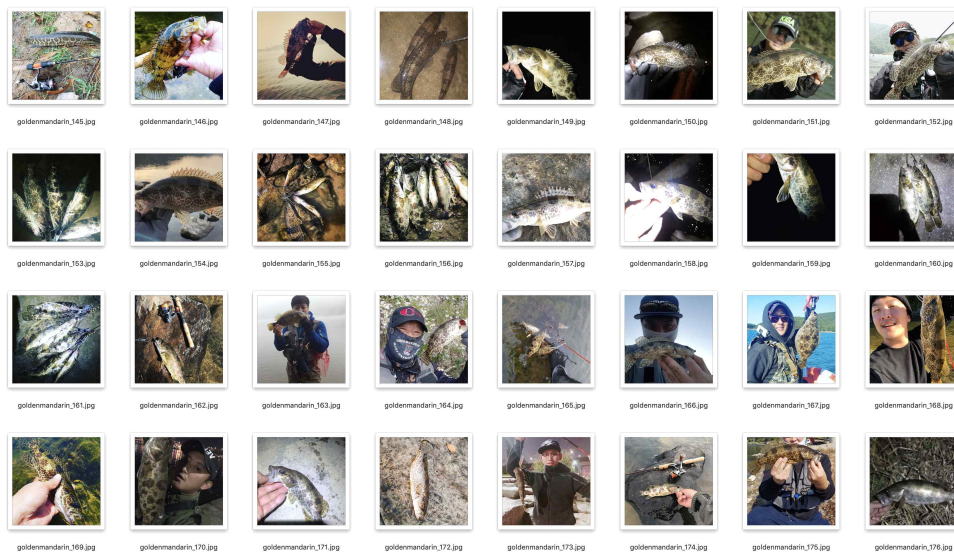 goldenmandarin_145.jpg
goldenmandarin_146.jpg
goldenmandarin_147.jpg
goldenmandarin_148.jpg
goldenmandarin_149.jpg
goldenmandarin_150.jpg
goldenmandarin_151.jpg
goldenmandarin_152.jpg
goldenmandarin_153.jpg
goldenmandarin_154.jpg
goldenmandarin_155.jpg
goldenmandarin_156.jpg
goldenmandarin_157.jpg
goldenmandarin_158.jpg
goldenmandarin_159.jpg
goldenmandarin_160.jpg
goldenmandarin_161.jpg
goldenmandarin_162.jpg
goldenmandarin_163.jpg
goldenmandarin_164.jpg
goldenmandarin_165.jpg
goldenmandarin_166.jpg
goldenmandarin_167.jpg
goldenmandarin_168.jpg
goldenmandarin_169.jpg
goldenmandarin_170.jpg
goldenmandarin_171.jpg
goldenmandarin_172.jpg
goldenmandarin_173.jpg
goldenmandarin_174.jpg
goldenmandarin_175.jpg
goldenmandarin_176.jpg